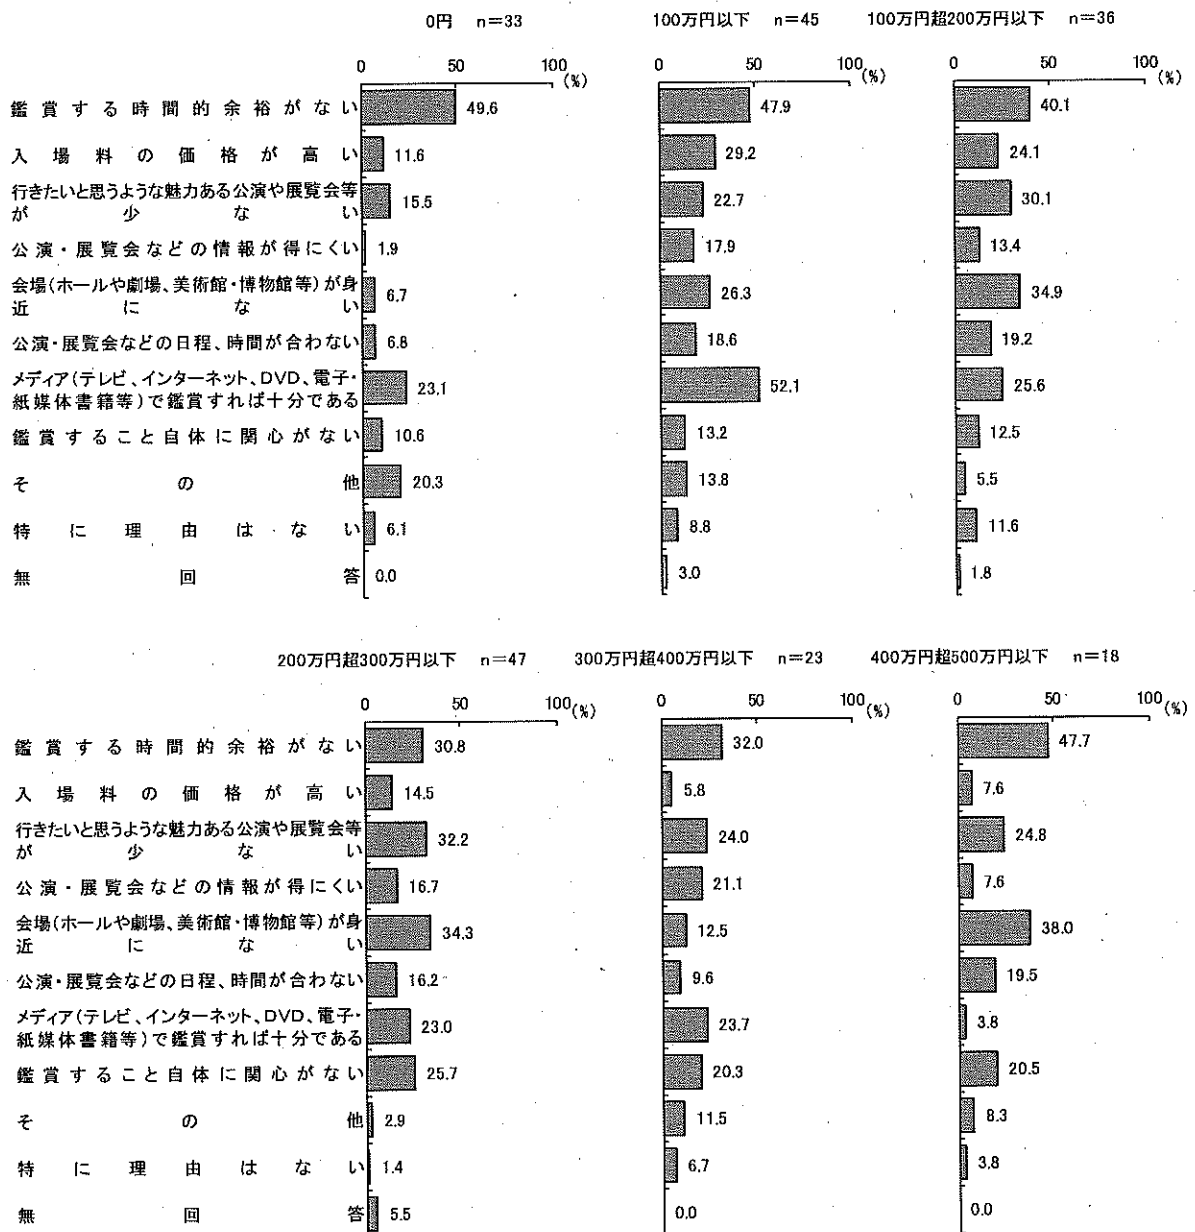 0円 n=33 100万円以下 n=45 100万円超200万円以下 n=36
0 50 100 (%) 0 50 100 (%) 0 50 100 (%)
鑑賞する時間的余裕がない 49.6 47.9 40.1
入場料の価格が高い 11.6 29.2 24.1
行きたいと思うような魅力ある公演や展覧会等
が少ない 15.5 22.7 30.1
公演・展覧会などの情報が得にくい 1.9 17.9 13.4
会場(ホールや劇場、美術館・博物館等)が身
近にない 6.7 26.3 34.9
公演・展覧会などの日程、時間が合わない 6.8 18.6 19.2
メディア(テレビ、インターネット、DVD、電子・
紙媒体書籍等)で鑑賞すれば十分である 23.1 52.1 25.6
鑑賞すること自体に関心がない 10.6 13.2 12.5
その他 20.3 13.8 5.5
特に理由はない 6.1 8.8 11.6
無回答 0.0 3.0 1.8
200万円超300万円以下 n=47 300万円超400万円以下 n=23 400万円超500万円以下 n=18
0 50 100 (%) 0 50 100 (%) 0 50 100 (%)
鑑賞する時間的余裕がない 30.8 32.0 47.7
入場料の価格が高い 14.5 5.8 7.6
行きたいと思うような魅力ある公演や展覧会等
が少ない 32.2 24.0 24.8
公演・展覧会などの情報が得にくい 16.7 21.1 7.6
会場(ホールや劇場、美術館・博物館等)が身
近にない 34.3 12.5 38.0
公演・展覧会などの日程、時間が合わない 16.2 9.6 19.5
メディア(テレビ、インターネット、DVD、電子・
紙媒体書籍等)で鑑賞すれば十分である 23.0 23.7 3.8
鑑賞すること自体に関心がない 25.7 20.3 20.5
その他 2.9 11.5 8.3
特に理由はない 1.4 6.7 3.8
無回答 5.5 0.0 0.0